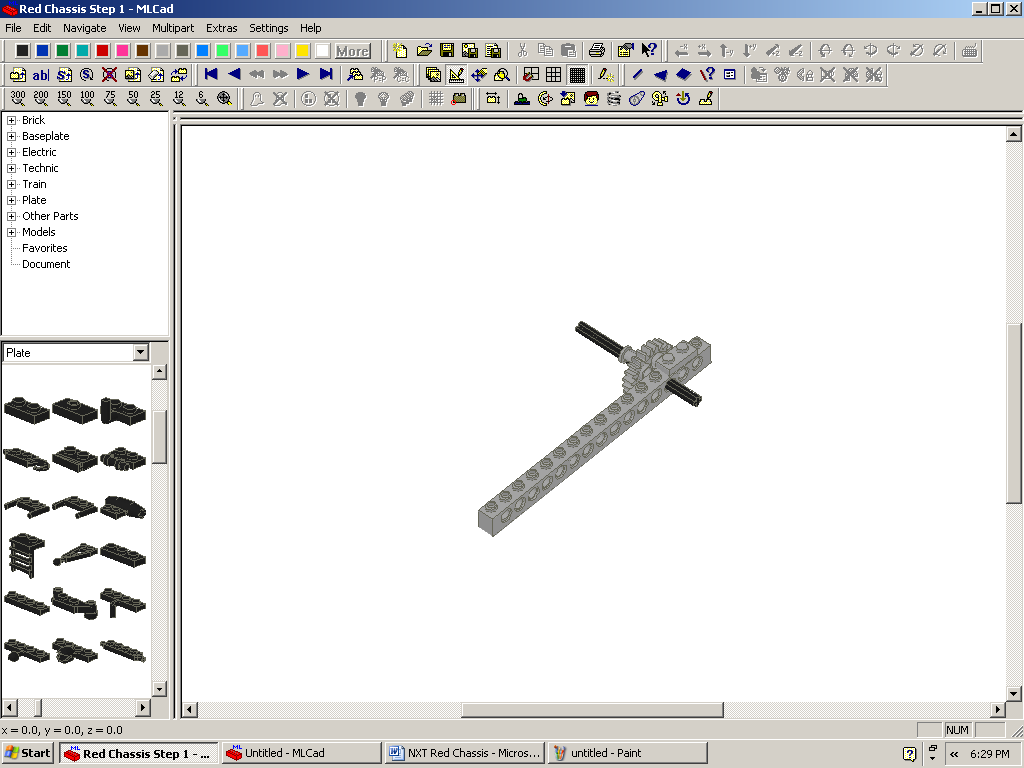 Red Chassis Step 1 - MLCad
File Edit Navigate View Multipart Extras Settings Help
More
ab
300 200 150 100 75 50 25 12 6
Brick
Baseplate
Electric
Technic
Train
Plate
Other Parts
Models
Favorites
Document
Plate
x = 0.0, y = 0.0, z = 0.0
NUM
Start
ML
Red Chassis Step 1 - ...
ML
Untitled - MLCad
NXT Red Chassis - Micros...
untitled - Paint
6:29 PM